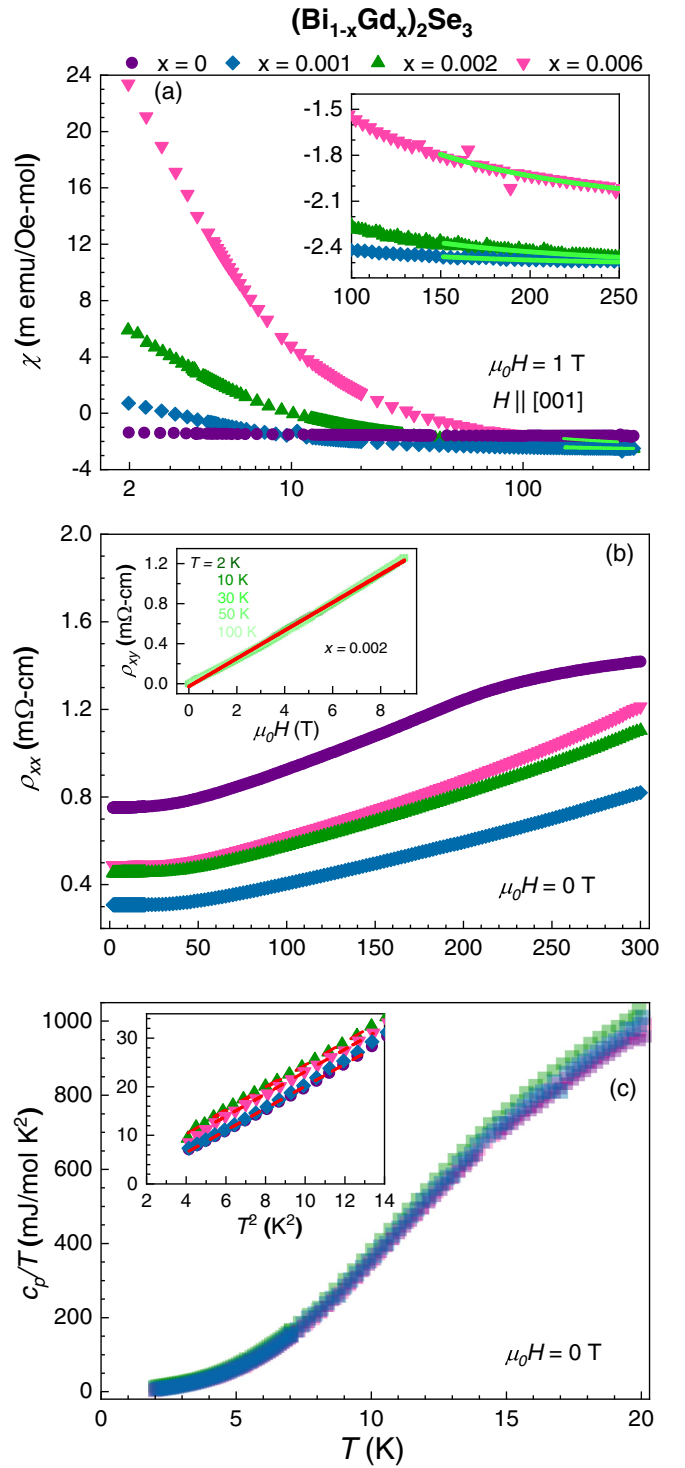 (Bi1-xGdx)2Se3
x = 0 x = 0.001 x = 0.002 x = 0.006
(a)
24
20
16
12
8
4
0
-4
χ (m emu/Oe-mol)
-1.5
-1.8
-2.1
-2.4
100 150 200 250
μ0H = 1 T
H || [001]
2 10 100
(b)
2.0
1.6
1.2
0.8
0.4
ρxx (mΩ-cm)
1.2
0.8
0.4
0.0
ρxy (mΩ-cm)
T = 2 K
10 K
30 K
50 K
100 K
x = 0.002
0 2 4 6 8
μ0H (T)
μ0H = 0 T
0 50 100 150 200 250 300
(c)
1000
800
600
400
200
0
cp/T (mJ/mol K2)
30
20
10
0
2 4 6 8 10 12 14
T2 (K2)
μ0H = 0 T
0 5 10 15 20
T (K)